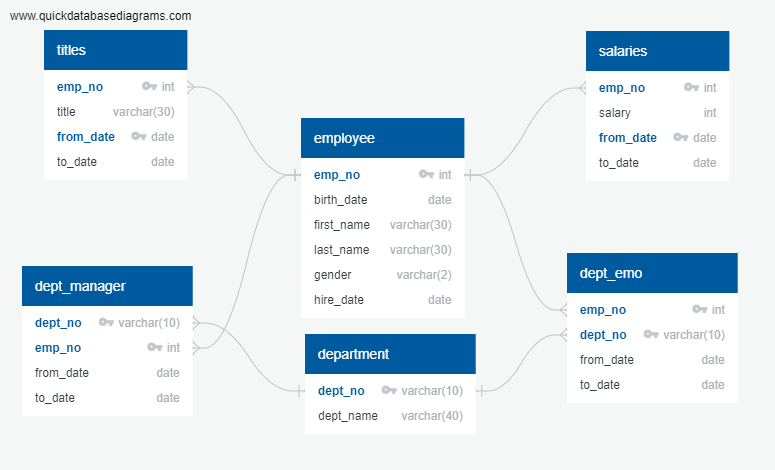 www.quickdatabasediagrams.com
titles
emp_no int
title varchar(30)
from_date date
to_date date
salaries
emp_no int
salary int
from_date date
to_date date
employee
emp_no int
birth_date date
first_name varchar(30)
last_name varchar(30)
gender varchar(2)
hire_date date
dept_manager
dept_no varchar(10)
emp_no int
from_date date
to_date date
department
dept_no varchar(10)
dept_name varchar(40)
dept_emo
emp_no int
dept_no varchar(10)
from_date date
to_date date